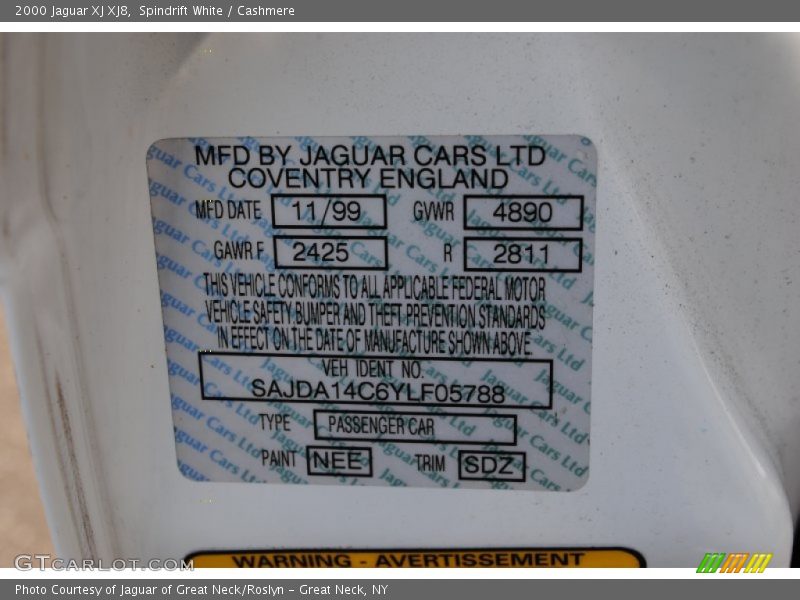 2000 Jaguar XJ XJ8, Spindrift White / Cashmere
MFD BY JAGUAR CARS LTD
COVENTRY ENGLAND
MFD DATE 11/99 GVWR 4890
GAWR F 2425 R 2811
THIS VEHICLE CONFORMS TO ALL APPLICABLE FEDERAL MOTOR
VEHICLE SAFETY BUMPER AND THEFT PREVENTION STANDARDS
IN EFFECT ON THE DATE OF MANUFACTURE SHOWN ABOVE.
VEH IDENT NO.
SAJDA14C6YLF05788
TYPE PASSENGER CAR
PAINT NEE TRIM SDZ
WARNING - AVERTISSEMENT
GTCARLOT.COM
Photo Courtesy of Jaguar of Great Neck/Roslyn - Great Neck, NY